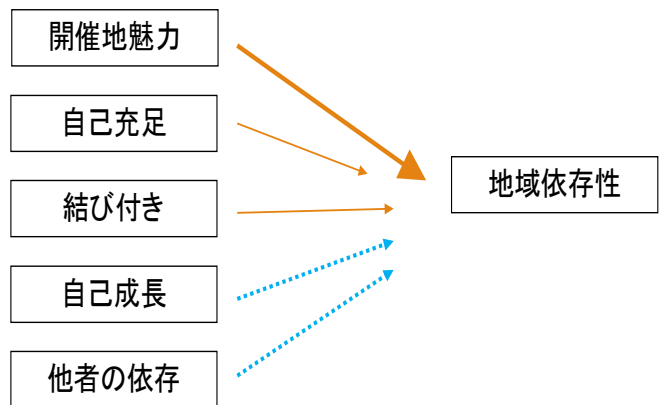 開催地魅力
自己充足
結び付き
自己成長
他者の依存
地域依存性